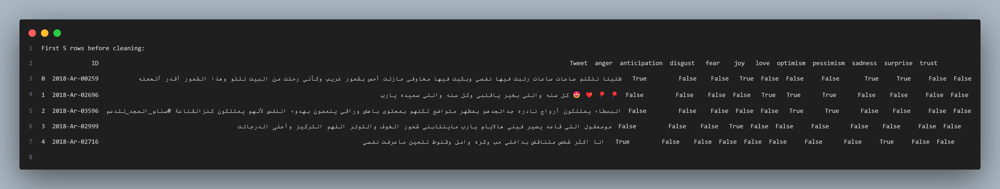 1 First 5 rows before cleaning:
2 ID Tweet anger anticipation disgust fear joy love optimism pessimism sadness surprise trust
3 0 2018-Ar-00259 ظلينا نتكلم ساعات ساعات رتبت فيها نفسي وبكيت فيها مخاوفي مازلت أحس بشعور غريب وكأني رحلت من البيت للتو وهذا الشعور أقدر أتحمله True False False True False False False True True False False
4 1 2018-Ar-02696 كل سنه وانتي بخير ياقلبي وكل سنه وانتي سعيده يارب 😍 ❤️ 🎈 🎈 False False False False True True True False False False False
5 2 2018-Ar-03596 البسطاء يمتلكون أرواح نادره جداتجدهم بمظهر متواضع لكنهم بمحتوى باهض وراقي ينعمون بهدوء النفس لأنهم يمتلكون كنزالقناعة #سنام_المجد_للدعم False False False False False True True False False False False
6 3 2018-Ar-02999 مومعقول اللي قاعد يصير فيني هالايام يارب ماينتابني شعور الخوف والتوتر اللهم التركيز وأعلى الدرجاتت False False False True False False False False False False False
7 4 2018-Ar-02716 انا اكثر شخص متناقض بداخلي حب وكره وامل وقنوط للحين ماعرفت نفسي True False False False False False False False True False False
8